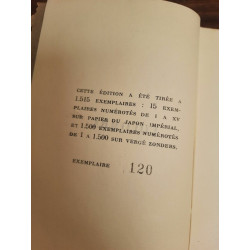 CETTE ÉDITION A ÉTÉ TIRÉE A
1.515 EXEMPLAIRES : 15 EXEM-
PLAIRES NUMÉROTÉS DE I A XV
SUR PAPIER DU JAPON IMPÉRIAL,
ET 1.500 EXEMPLAIRES NUMÉROTÉS
DE 1 A 1.500 SUR VERGÉ ZONDERS.
EXEMPLAIRE 120